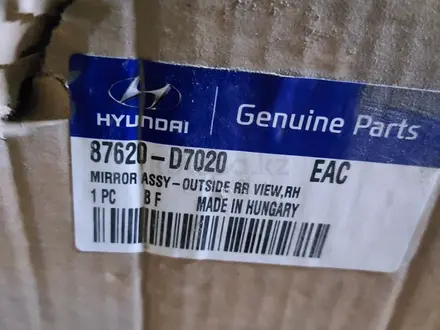 HYUNDAI
Genuine Parts
87620-D7020 EAC
MIRROR ASSY-OUTSIDE RR VIEW,RH
1 PC B F MADE IN HUNGARY